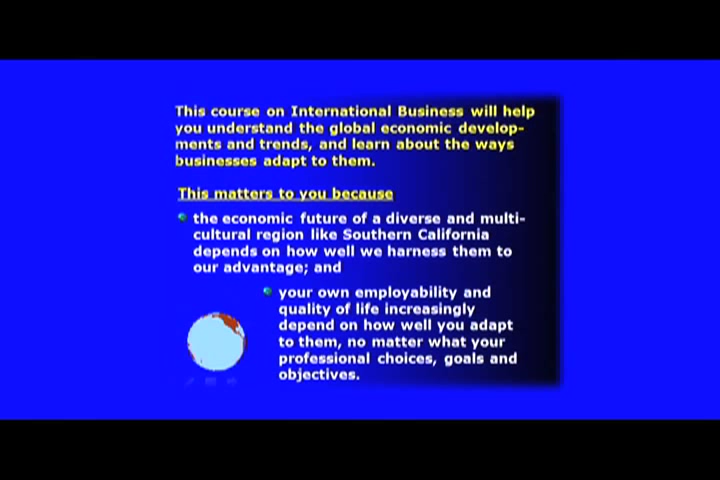 This course on International Business will help
you understand the global economic develop-
ments and trends, and learn about the ways
businesses adapt to them.
This matters to you because
the economic future of a diverse and multi-
cultural region like Southern California
depends on how well we harness them to
our advantage; and
your own employability and
quality of life increasingly
depend on how well you adapt
to them, no matter what your
professional choices, goals and
objectives.